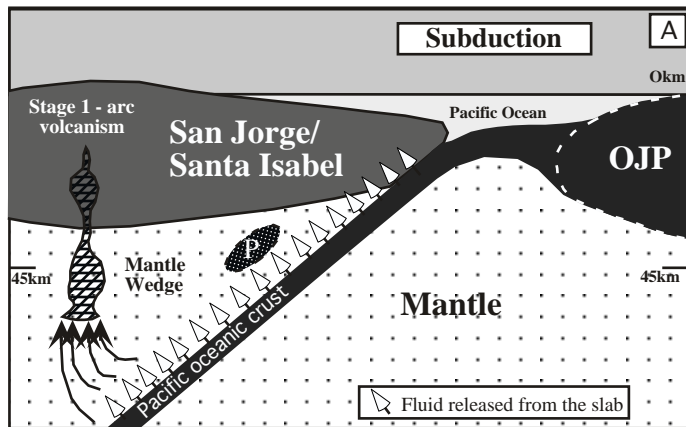 Subduction
A
Okm
Stage 1 - arc
volcanism
Pacific Ocean
San Jorge/
Santa Isabel
OJP
P
Mantle
Wedge
45km
45km
Mantle
Pacific oceanic crust
Fluid released from the slab